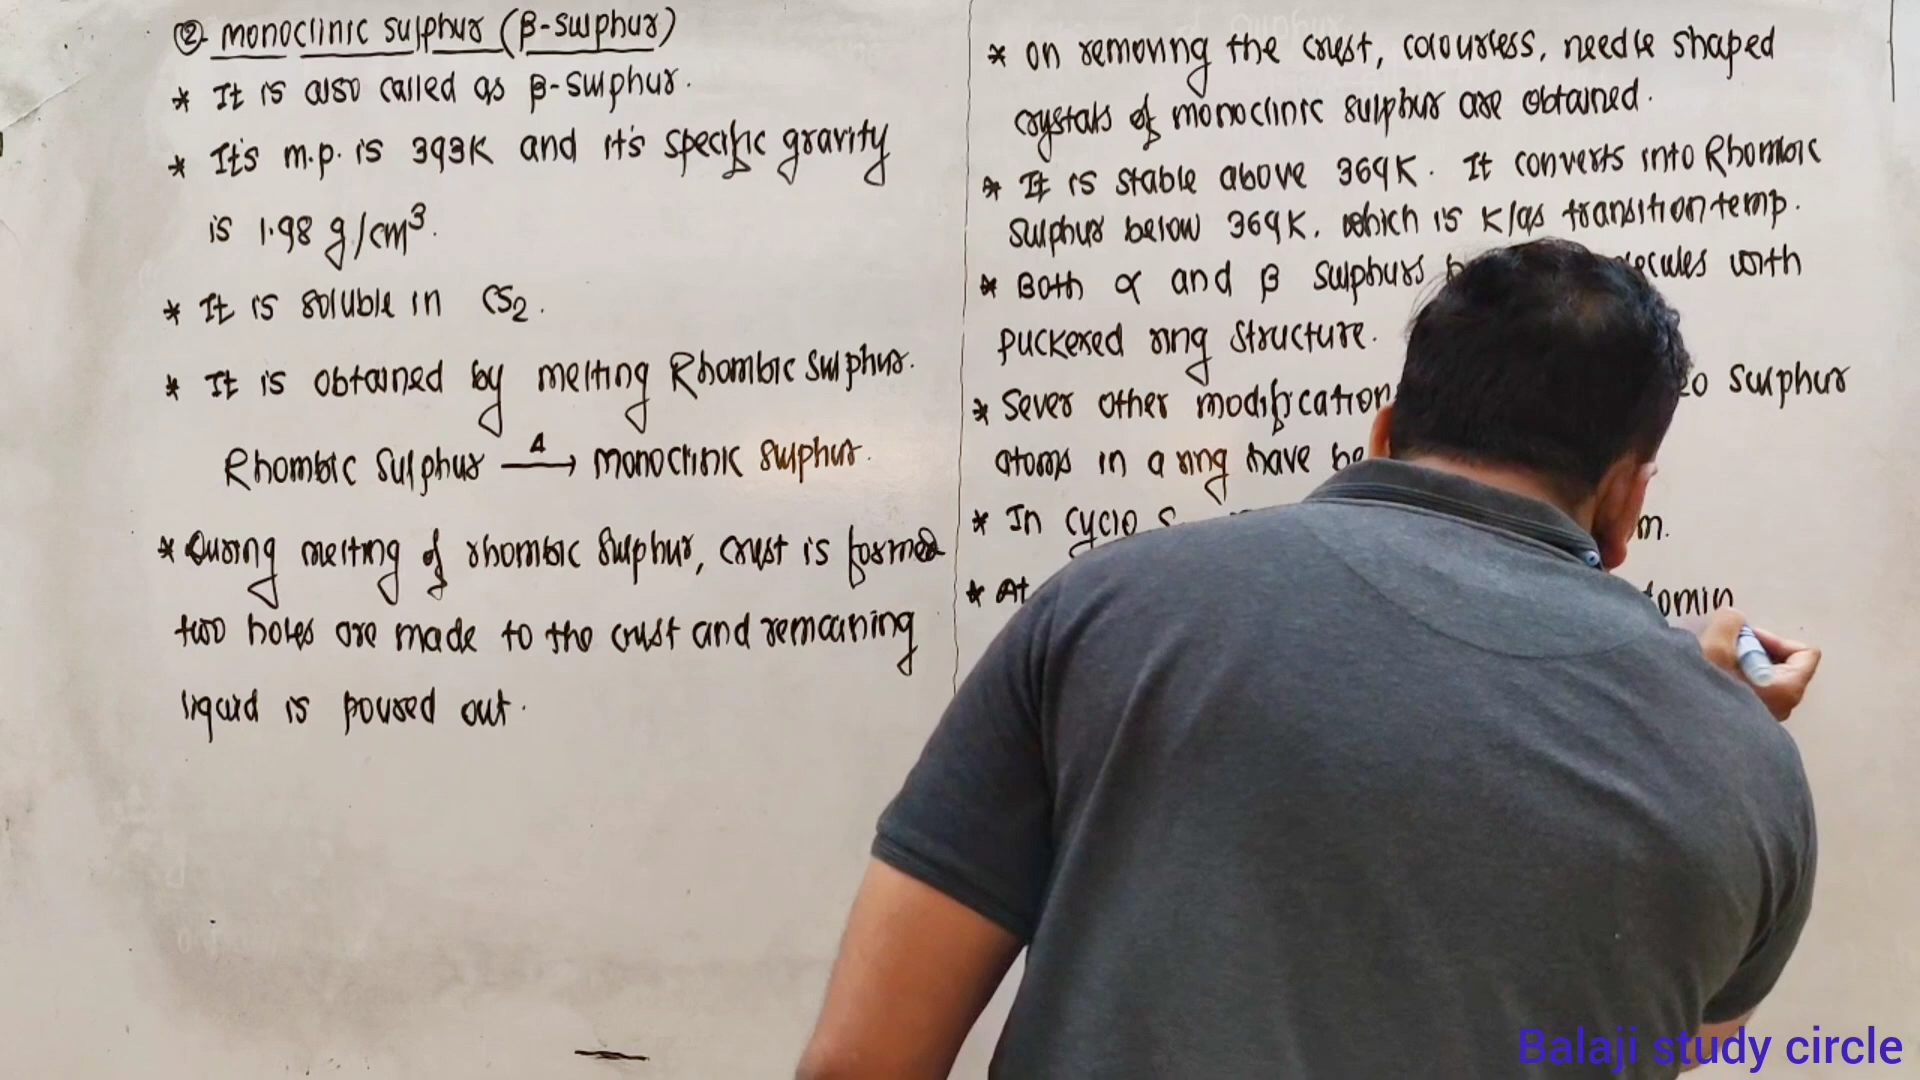 ② monoclinic sulphur (β-sulphur)
* It is also called as β-sulphur.
* It's m.p. is 393K and it's specific gravity
is 1.98 g/cm³.
* It is soluble in CS₂.
* It is obtained by melting Rhombic Sulphur.
Rhombic Sulphur —Δ→ monoclinic sulphur.
* During melting of rhombic sulphur, crust is formed
two holes are made to the crust and remaining
liquid is poured out.
* on removing the crust, colourless, needle shaped
crystals of monoclinic sulphur are obtained.
* It is stable above 369K. It converts into Rhombic
Sulphur below 369K. which is K/as transition temp.
* Both α and β sulphurs with
puckered ring structure.
* Sever other modification 20 sulphur
atoms in a ring have
* In cyclo S
* At
Balaji study circle